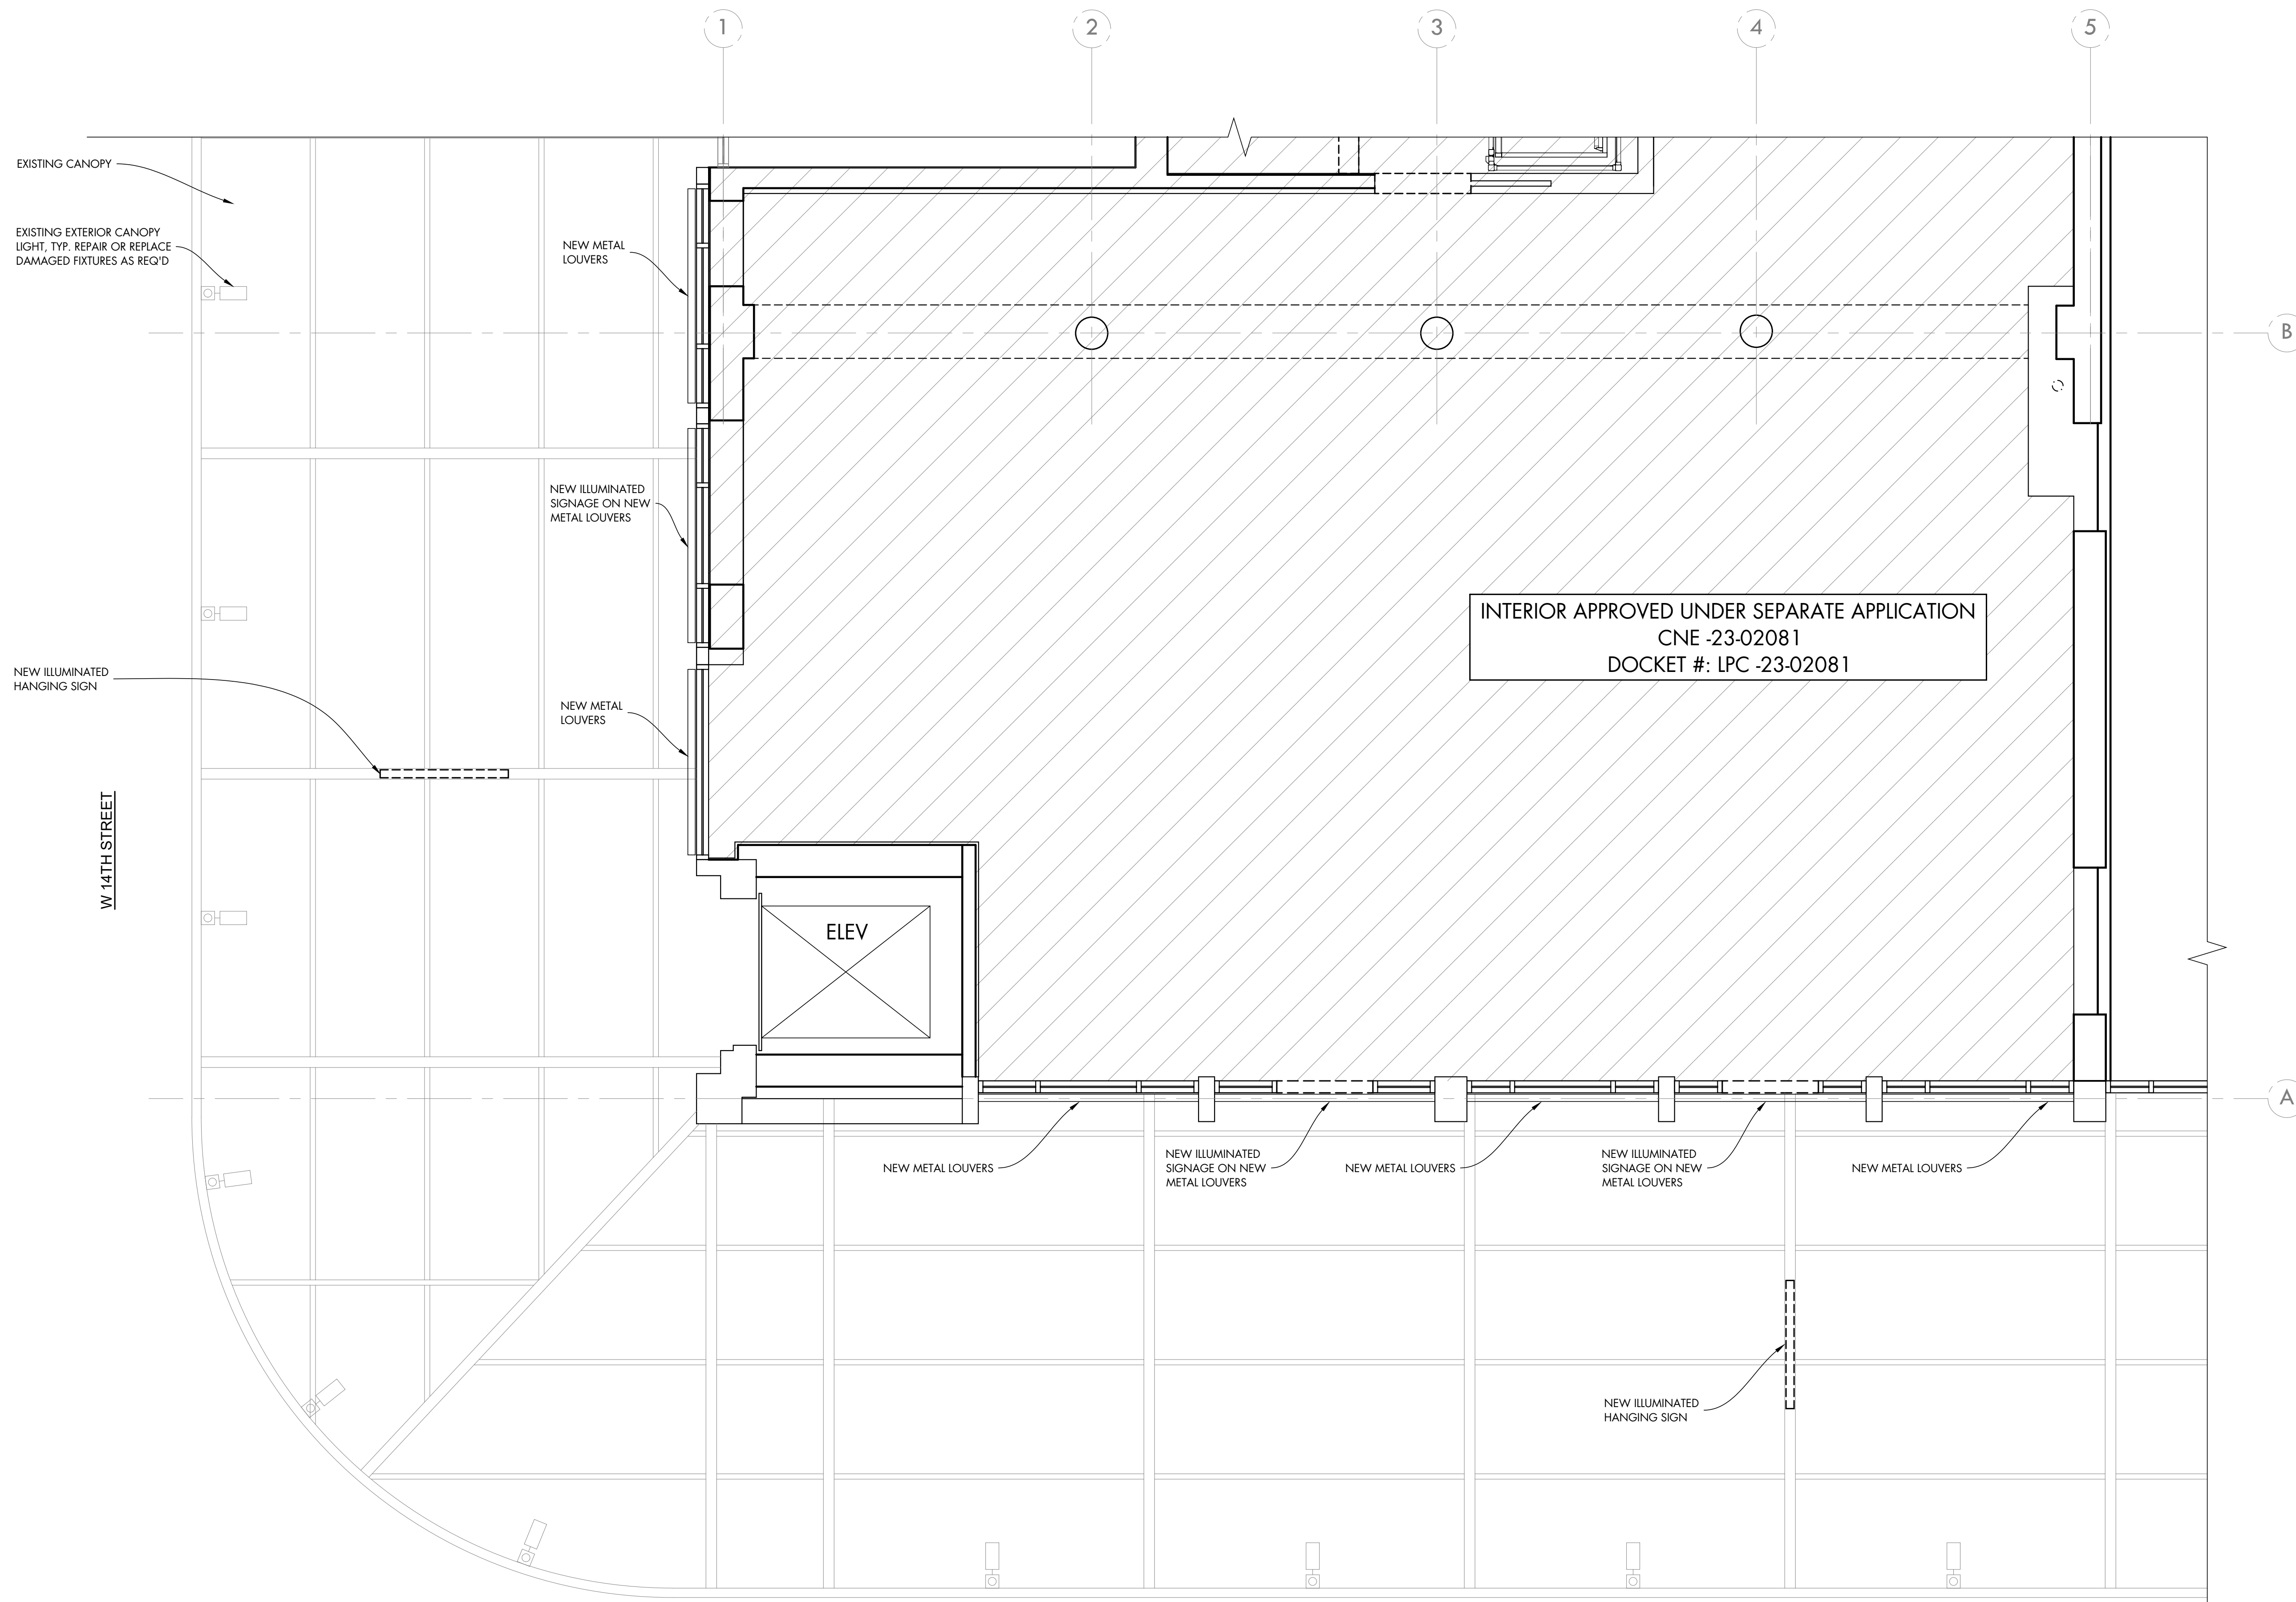 1
2
3
4
5
EXISTING CANOPY
EXISTING EXTERIOR CANOPY
LIGHT, TYP. REPAIR OR REPLACE
DAMAGED FIXTURES AS REQ'D
NEW METAL
LOUVERS
B
NEW ILLUMINATED
SIGNAGE ON NEW
METAL LOUVERS
INTERIOR APPROVED UNDER SEPARATE APPLICATION
CNE -23-02081
DOCKET #: LPC -23-02081
NEW ILLUMINATED
HANGING SIGN
NEW METAL
LOUVERS
W 14TH STREET
ELEV
A
NEW METAL LOUVERS
NEW ILLUMINATED
SIGNAGE ON NEW
METAL LOUVERS
NEW METAL LOUVERS
NEW ILLUMINATED
SIGNAGE ON NEW
METAL LOUVERS
NEW METAL LOUVERS
NEW ILLUMINATED
HANGING SIGN